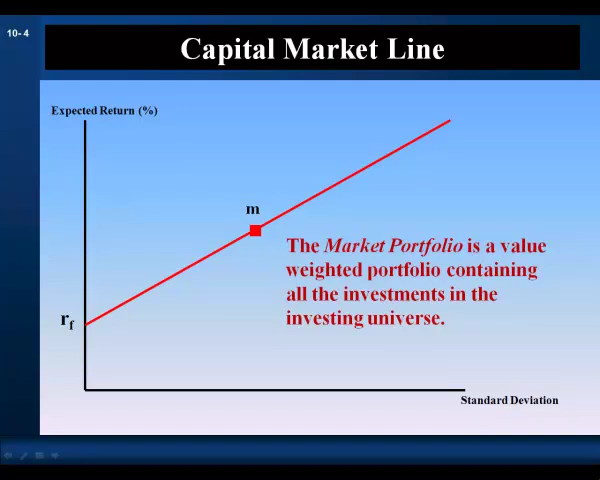 10- 4
Capital Market Line
Expected Return (%)
m
The Market Portfolio is a value
weighted portfolio containing
all the investments in the
investing universe.
rf
Standard Deviation